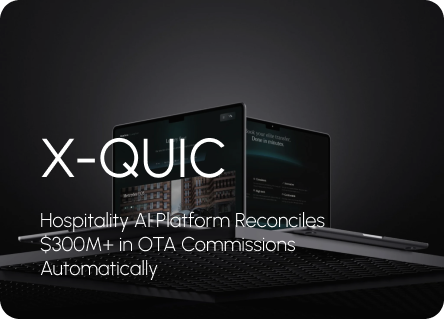 X-QUIC
Hospitality AI Platform Reconciles
$300M+ in OTA Commissions
Automatically